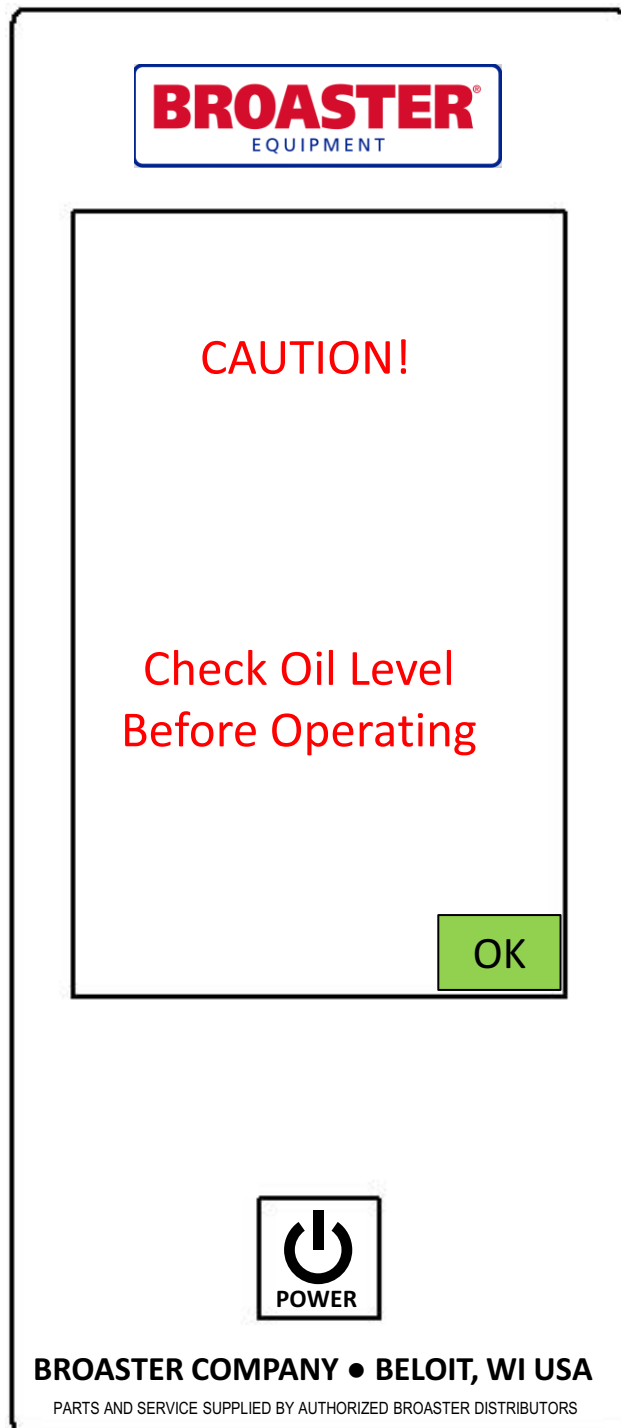 BROASTER®
EQUIPMENT
CAUTION!
Check Oil Level
Before Operating
OK
POWER
BROASTER COMPANY ● BELOIT, WI USA
PARTS AND SERVICE SUPPLIED BY AUTHORIZED BROASTER DISTRIBUTORS